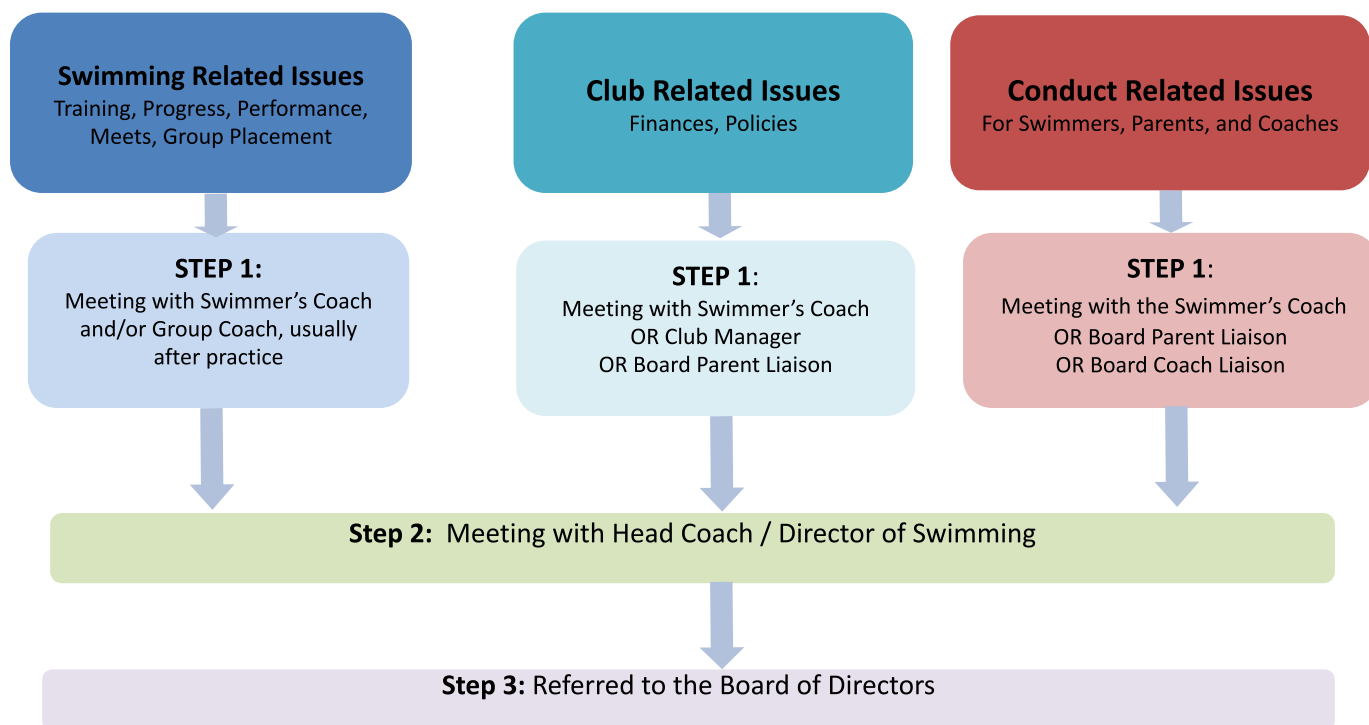 Swimming Related Issues
Training, Progress, Performance,
Meets, Group Placement
Club Related Issues
Finances, Policies
Conduct Related Issues
For Swimmers, Parents, and Coaches
STEP 1:
Meeting with Swimmer’s Coach
and/or Group Coach, usually
after practice
STEP 1:
Meeting with Swimmer’s Coach
OR Club Manager
OR Board Parent Liaison
STEP 1:
Meeting with the Swimmer’s Coach
OR Board Parent Liaison
OR Board Coach Liaison
Step 2: Meeting with Head Coach / Director of Swimming
Step 3: Referred to the Board of Directors